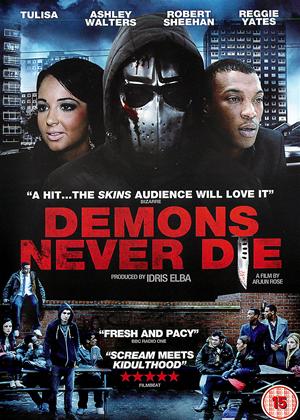 TULISA ASHLEY WALTERS ROBERT SHEEHAN REGGIE YATES
"A HIT...THE SKINS AUDIENCE WILL LOVE IT"
BIZARRE
DEMONS
NEVER DIE
PRODUCED BY IDRIS ELBA
A FILM BY
ARJUN ROSE
"FRESH AND PACY"
BBC RADIO ONE
"SCREAM MEETS
KIDULTHOOD"
★★★★★
FILMBEAT
15